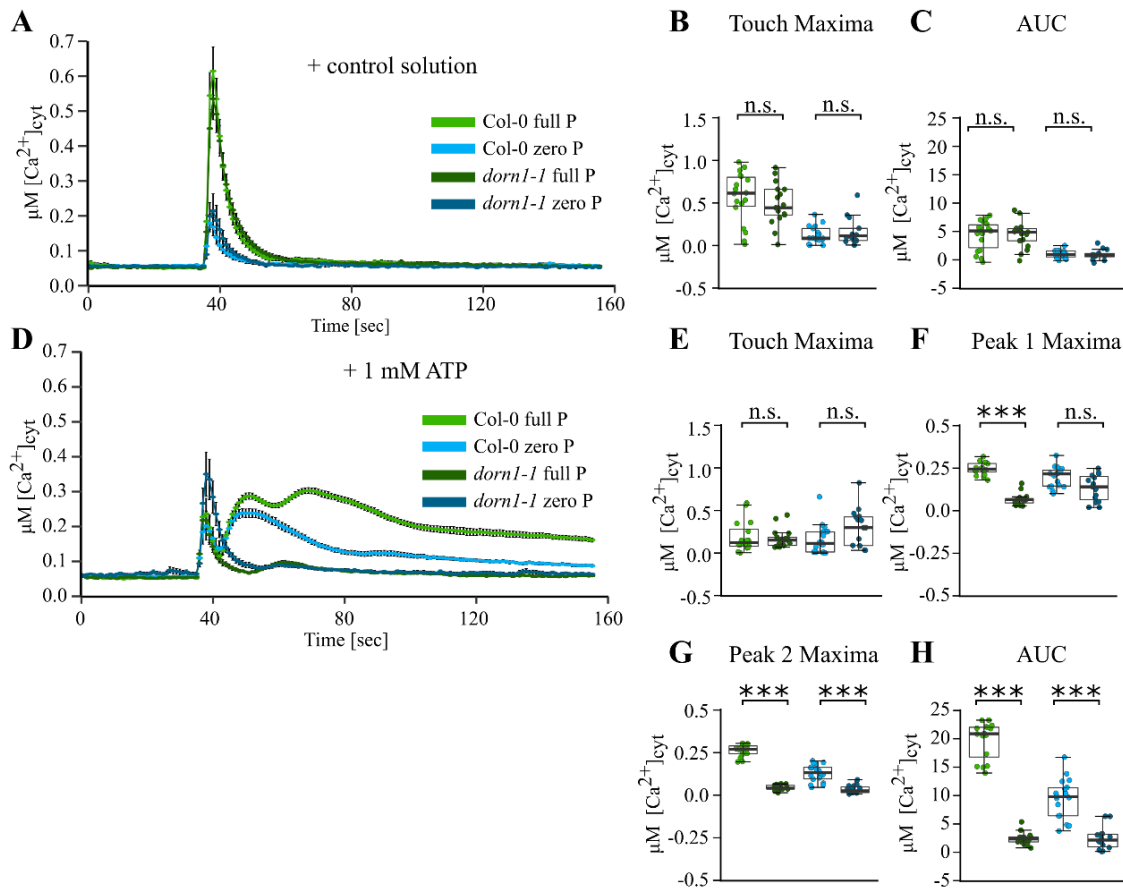 A
+ control solution
Col-0 full P
Col-0 zero P
dorn1-1 full P
dorn1-1 zero P
μM [Ca²⁺]cyt
0.7
0.6
0.5
0.4
0.3
0.2
0.1
0.0
0 40 80 120 160
Time [sec]
B Touch Maxima
n.s. n.s.
μM [Ca²⁺]cyt
1.5
1.0
0.5
0.0
-0.5
C AUC
n.s. n.s.
μM [Ca²⁺]cyt
25
20
15
10
5
0
-5
D
+ 1 mM ATP
Col-0 full P
Col-0 zero P
dorn1-1 full P
dorn1-1 zero P
μM [Ca²⁺]cyt
0.7
0.6
0.5
0.4
0.3
0.2
0.1
0.0
0 40 80 120 160
Time [sec]
E Touch Maxima
n.s. n.s.
μM [Ca²⁺]cyt
1.5
1.0
0.5
0.0
-0.5
F Peak 1 Maxima
*** n.s.
μM [Ca²⁺]cyt
0.5
0.25
0.0
-0.25
-0.5
G Peak 2 Maxima
*** ***
μM [Ca²⁺]cyt
0.5
0.25
0.0
-0.25
-0.5
H AUC
*** ***
μM [Ca²⁺]cyt
25
20
15
10
5
0
-5